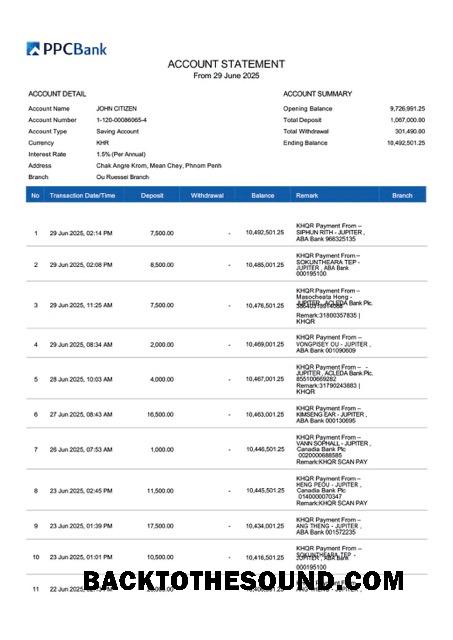 PPCBank
ACCOUNT STATEMENT
From 29 June 2025
ACCOUNT DETAIL
Account Name JOHN CITIZEN
Account Number 1-120-00086065-4
Account Type Saving Account
Currency KHR
Interest Rate 1.5% (Per Annual)
Address Chak Angre Krom, Mean Chey, Phnom Penh
Branch Ou Ruessel Branch
ACCOUNT SUMMARY
Opening Balance 9,726,991.25
Total Deposit 1,067,000.00
Total Withdrawal 301,490.00
Ending Balance 10,492,501.25
No Transaction Date/Time Deposit Withdrawal Balance Remark Branch
1 29 Jun 2025, 02:14 PM 7,500.00 - 10,492,501.25 KHQR Payment From –
SIPHUN RITH - JUPITER ,
ABA Bank 966325135
2 29 Jun 2025, 02:08 PM 8,500.00 - 10,485,001.25 KHQR Payment From –
SOKUNTHEARA TEP -
JUPITER , ABA Bank
000195100
3 29 Jun 2025, 11:25 AM 7,500.00 - 10,476,501.25 KHQR Payment From –
Masocheata Hong -
JUPITER , ACLEDA Bank Plc.
Remark:31800357835 |
KHQR
4 29 Jun 2025, 08:34 AM 2,000.00 - 10,469,001.25 KHQR Payment From –
VONGPISEY OU - JUPITER ,
ABA Bank 001090609
5 28 Jun 2025, 10:03 AM 4,000.00 - 10,467,001.25 KHQR Payment From – -
JUPITER , ACLEDA Bank Plc.
855100669282
Remark:31790243883 |
KHQR
6 27 Jun 2025, 08:43 AM 16,500.00 - 10,463,001.25 KHQR Payment From –
KIMSENG EAR - JUPITER ,
ABA Bank 000130695
7 26 Jun 2025, 07:53 AM 1,000.00 - 10,446,501.25 KHQR Payment From –
VANN SOPHALL - JUPITER ,
Canadia Bank Plc
0020000688585
Remark:KHQR SCAN PAY
8 23 Jun 2025, 02:45 PM 11,500.00 - 10,445,501.25 KHQR Payment From –
HENG PEOU - JUPITER ,
Canadia Bank Plc
0140000070347
Remark:KHQR SCAN PAY
9 23 Jun 2025, 01:39 PM 17,500.00 - 10,434,001.25 KHQR Payment From –
ANG THENG - JUPITER ,
ABA Bank 001572235
10 23 Jun 2025, 01:01 PM 10,500.00 - 10,416,501.25 KHQR Payment From –
SOKUNTHEARA TEP -
JUPITER , ABA Bank
000195100
11 22 Jun
BACKTOTHESOUND.COM